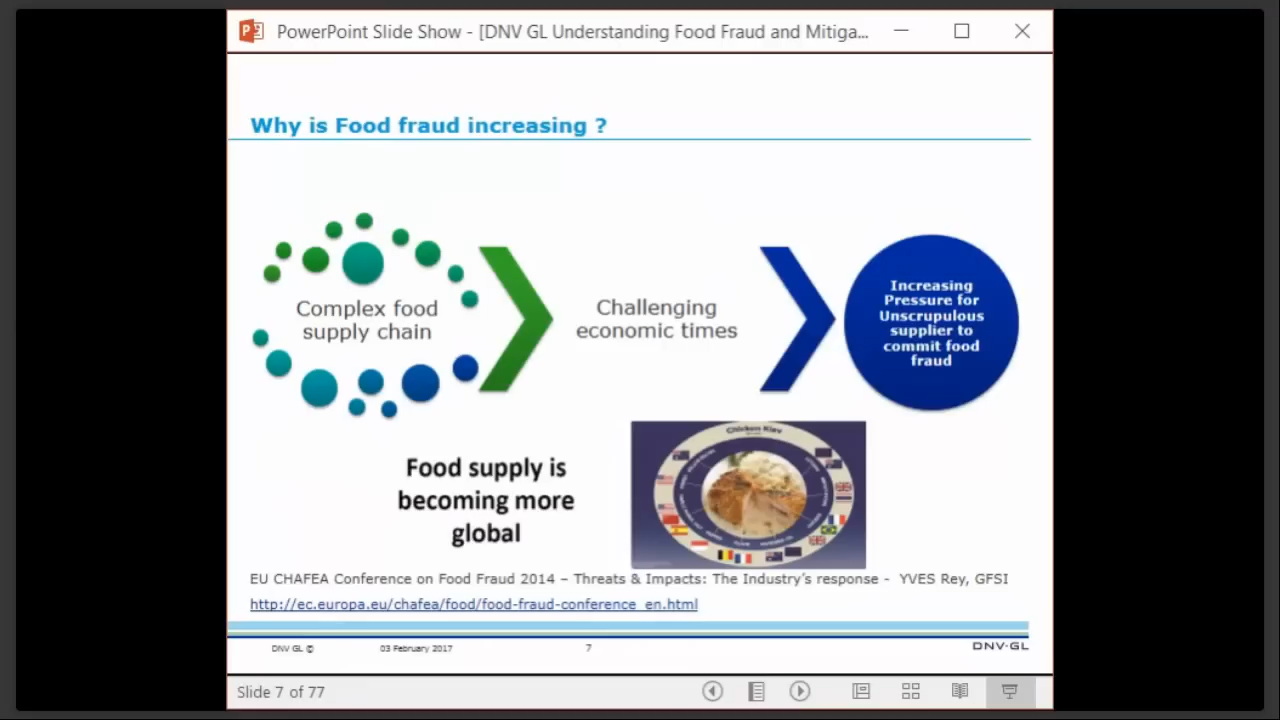 PowerPoint Slide Show - [DNV GL Understanding Food Fraud and Mitiga...
Why is Food fraud increasing ?
Complex food
supply chain
Challenging
economic times
Increasing
Pressure for
Unscrupulous
supplier to
commit food
fraud
Food supply is
becoming more
global
Chicken Kiev
EU CHAFEA Conference on Food Fraud 2014 – Threats & Impacts: The Industry's response - YVES Rey, GFSI
http://ec.europa.eu/chafea/food/food-fraud-conference_en.html
DNV GL ©
03 February 2017
7
DNV·GL
Slide 7 of 77